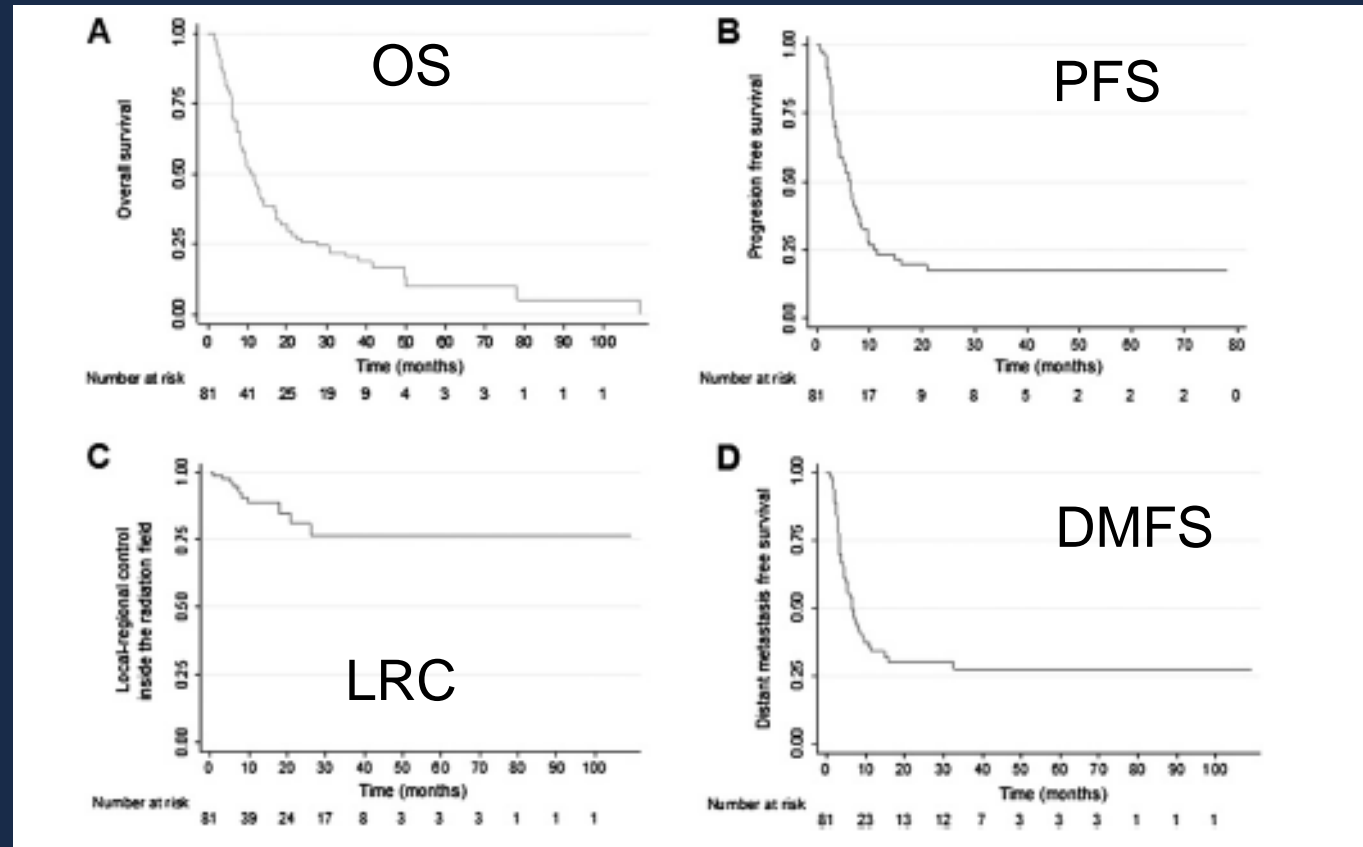 A
OS
Overall survival
1.00
0.75
0.50
0.25
0.00
0 10 20 30 40 50 60 70 80 90 100
Time (months)
Number at risk
81 41 25 19 9 4 3 3 1 1 1
B
PFS
Progresion free survival
1.00
0.75
0.50
0.25
0.00
0 10 20 30 40 50 60 70 80
Time (months)
Number at risk
81 17 9 8 5 2 2 2 0
C
LRC
Local-regional control
inside the radiation field
1.00
0.75
0.50
0.25
0.00
0 10 20 30 40 50 60 70 80 90 100
Time (months)
Number at risk
81 39 24 17 8 3 3 3 1 1 1
D
DMFS
Distant metastasis free survival
1.00
0.75
0.50
0.25
0.00
0 10 20 30 40 50 60 70 80 90 100
Time (months)
Number at risk
81 23 13 12 7 3 3 3 1 1 1